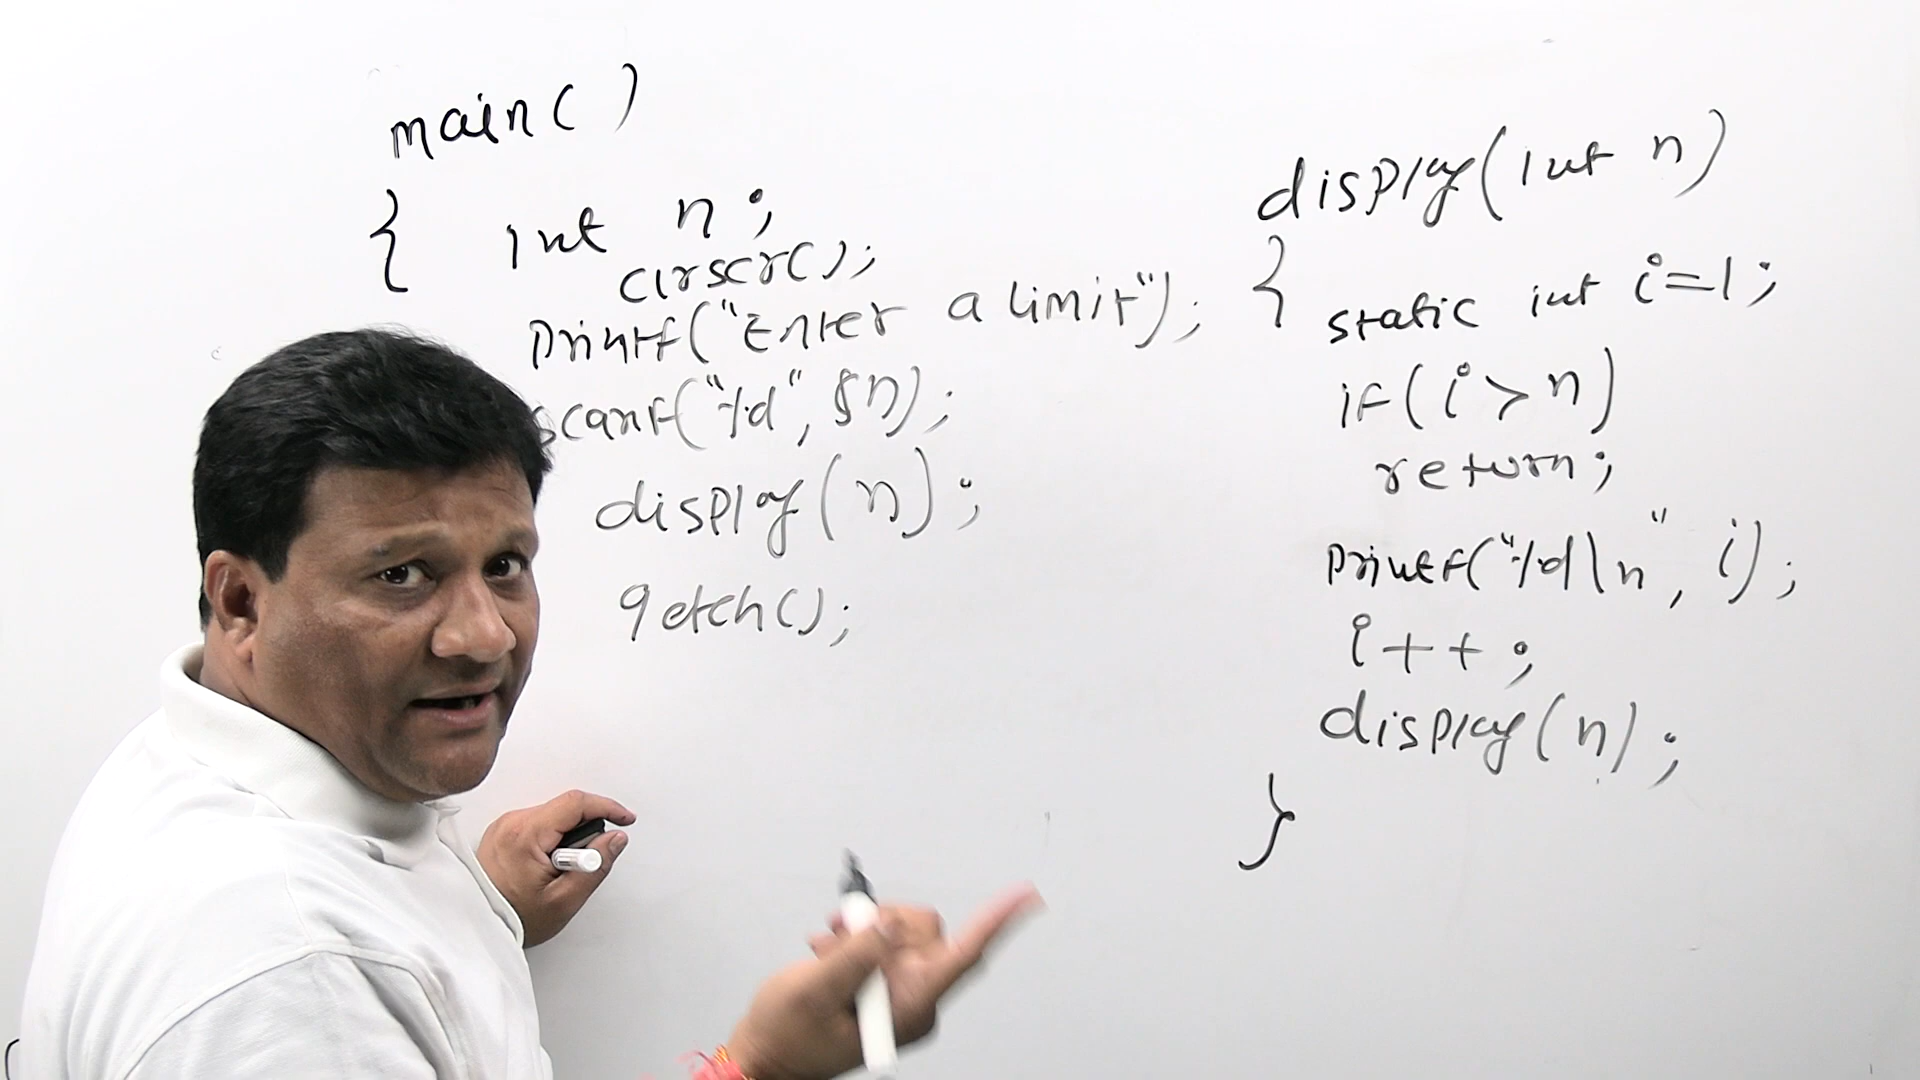 main( )
{ int n;
clrscr();
printf("Enter a limit");
scanf("%d", &n);
display(n);
getch();
display(int n)
{ static int i=1;
if(i>n)
return;
printf("%d\n", i);
i++;
display(n);
}